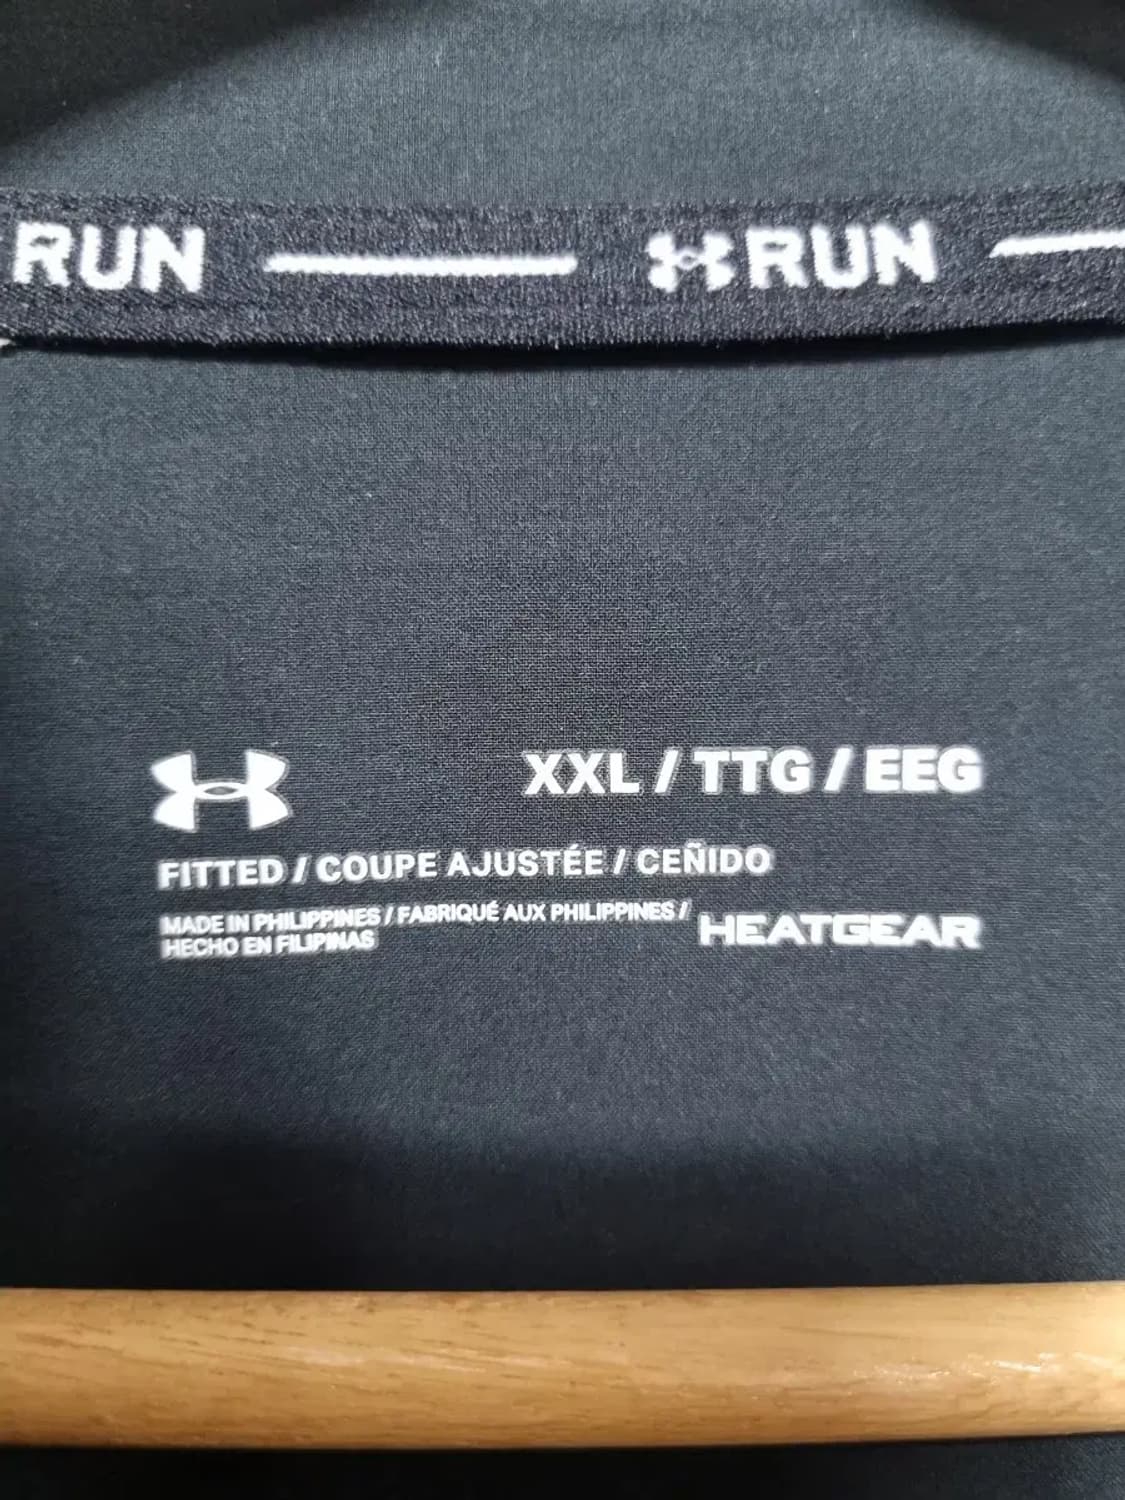 RUN RUN
XXL / TTG / EEG
FITTED / COUPE AJUSTÉE / CEÑIDO
MADE IN PHILIPPINES / FABRIQUÉ AUX PHILIPPINES /
HECHO EN FILIPINAS
HEATGEAR